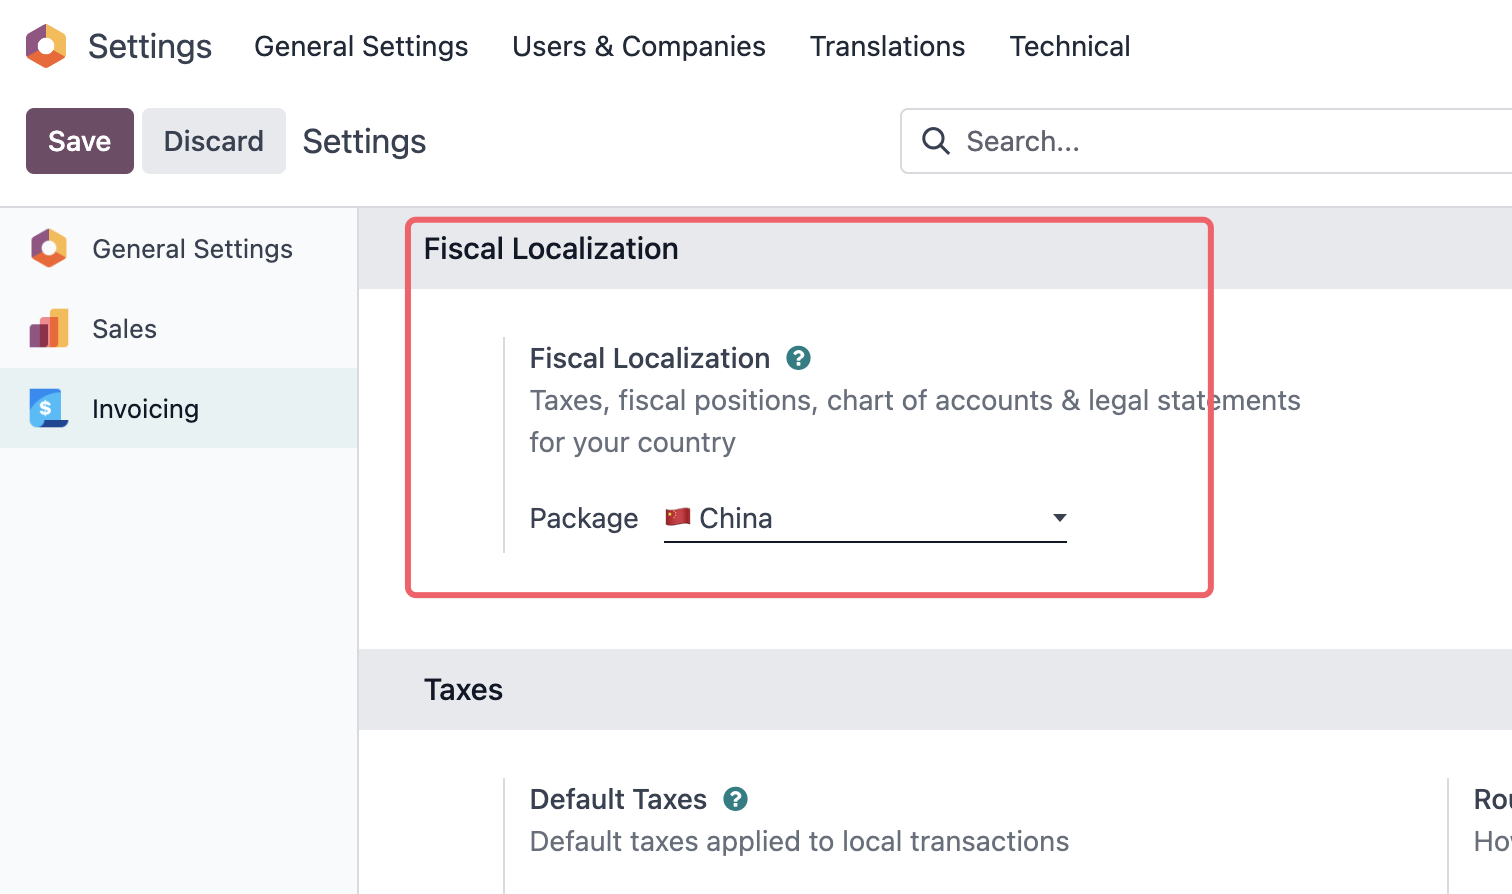 Settings General Settings Users & Companies Translations Technical
Save Discard Settings Search...
General Settings
Sales
Invoicing
Fiscal Localization
Fiscal Localization ?
Taxes, fiscal positions, chart of accounts & legal statements
for your country
Package China
Taxes
Default Taxes ?
Default taxes applied to local transactions